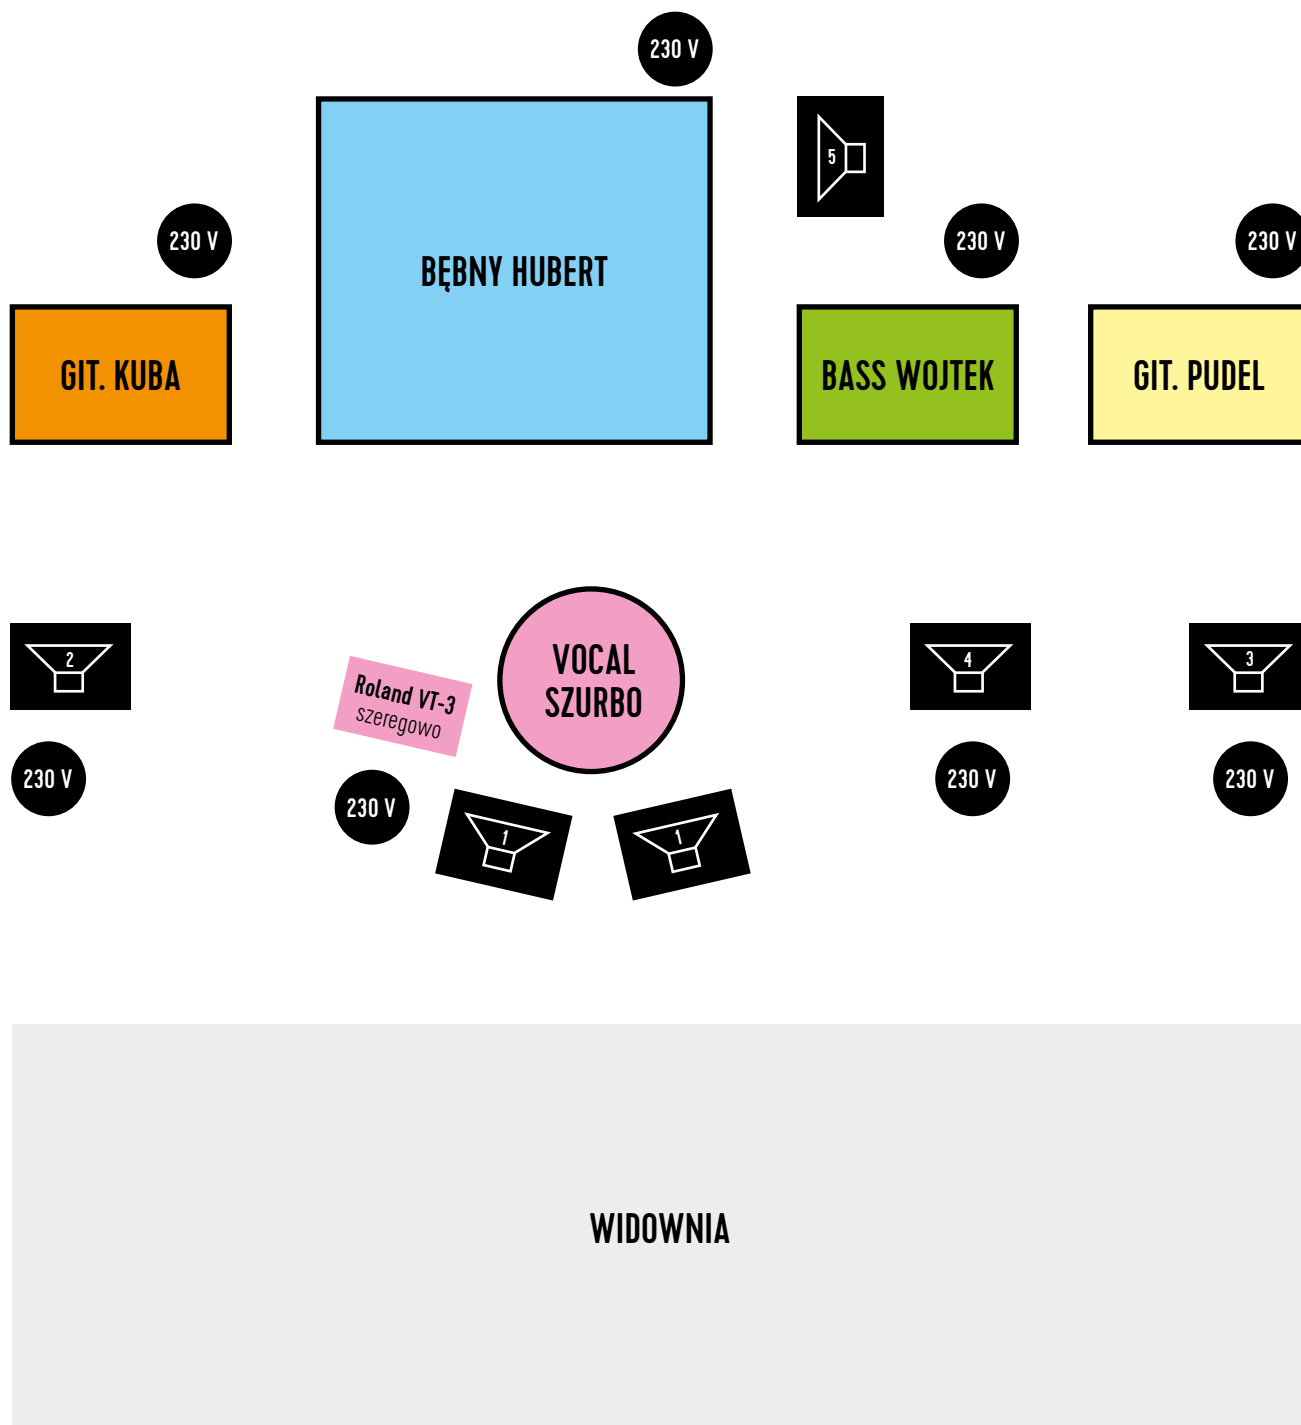 230 V
5
230 V
230 V
230 V
BĘBNY HUBERT
GIT. KUBA
BASS WOJTEK
GIT. PUDEL
2
VOCAL
SZURBO
4
3
Roland VT-3
szeregowo
230 V
230 V
230 V
230 V
1
1
WIDOWNIA